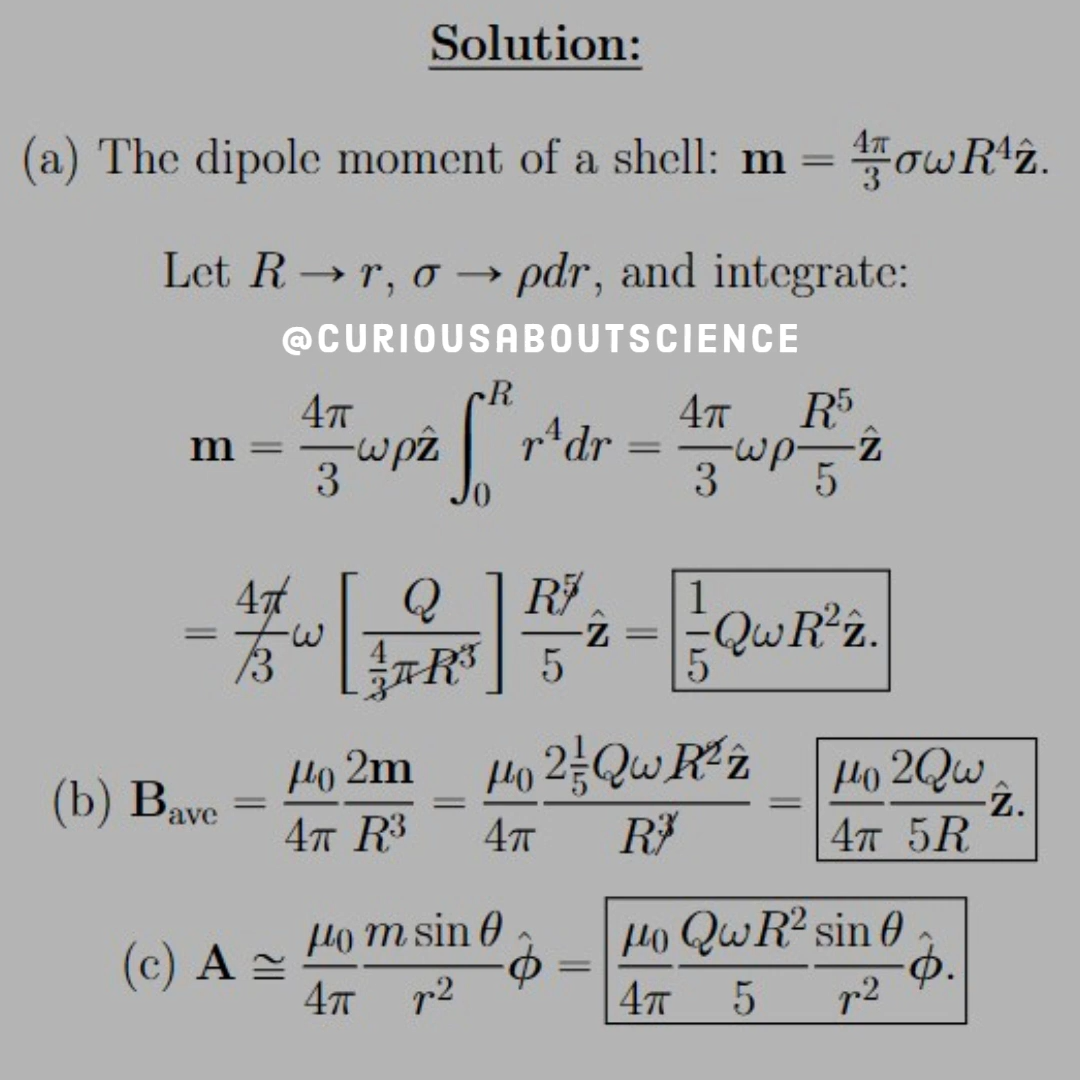 Solution:
(a) The dipole moment of a shell: m = 4π/3 σωR⁴ẑ.
Let R → r, σ → ρdr, and integrate:
@CURIOUSABOUTSCIENCE
m = 4π/3 ωρẑ ∫₀ᴿ r⁴dr = 4π/3 ωρ R⁵/5 ẑ
= 4π/3 ω [Q / (4/3 πR³)] R⁵/5 ẑ = 1/5 QωR²ẑ.
(b) B_ave = μ₀/4π 2m/R³ = μ₀/4π (2 1/5 QωR²ẑ)/R³ = μ₀/4π 2Qω/5R ẑ.
(c) A ≅ μ₀/4π (m sin θ)/r² ϕ̂ = μ₀/4π QωR²/5 (sin θ)/r² ϕ̂.